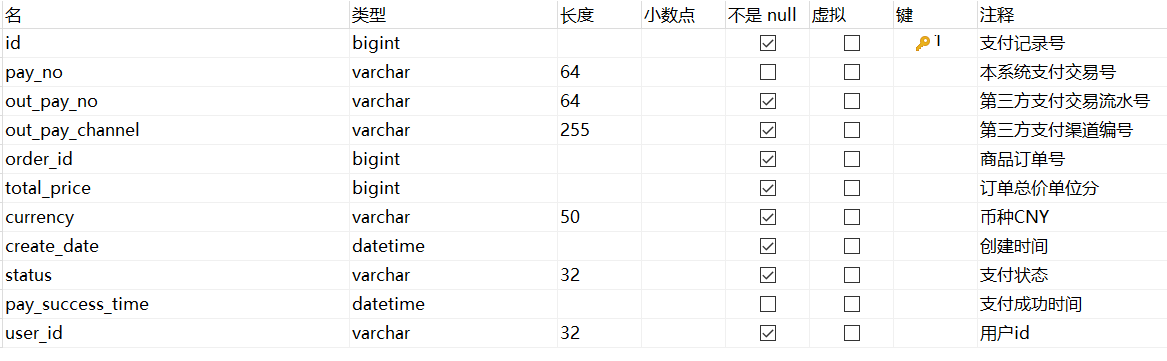 名 类型 长度 小数点 不是 null 虚拟 键 注释
id bigint 1 支付记录号
pay_no varchar 64 本系统支付交易号
out_pay_no varchar 64 第三方支付交易流水号
out_pay_channel varchar 255 第三方支付渠道编号
order_id bigint 商品订单号
total_price bigint 订单总价单位分
currency varchar 50 币种CNY
create_date datetime 创建时间
status varchar 32 支付状态
pay_success_time datetime 支付成功时间
user_id varchar 32 用户id